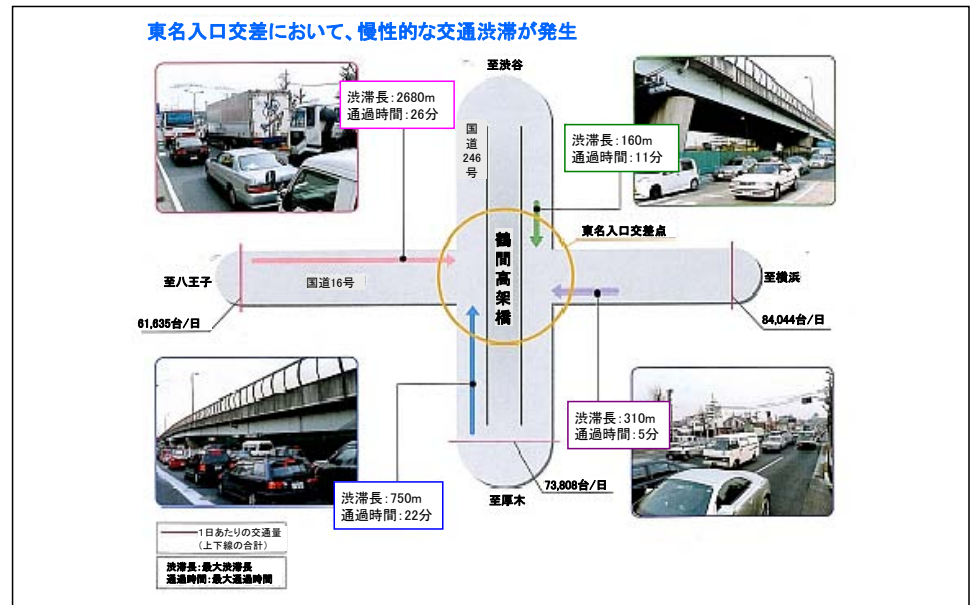 東名入口交差において、慢性的な交通渋滞が発生
至渋谷
渋滞長:2680m
通過時間:26分
国道246号
渋滞長:160m
通過時間:11分
東名入口交差点
鶴間高架橋
至八王子
国道16号
至横浜
61,635台/日
84,044台/日
渋滞長:310m
通過時間:5分
73,808台/日
至厚木
渋滞長:750m
通過時間:22分
1日あたりの交通量
(上下線の合計)
渋滞長:最大渋滞長
通過時間:最大通過時間